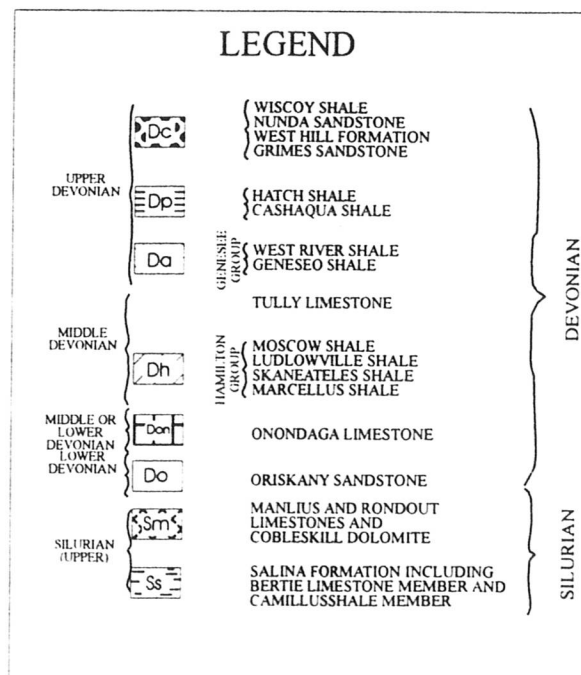 LEGEND
UPPER
DEVONIAN
Dc
WISCOY SHALE
NUNDA SANDSTONE
WEST HILL FORMATION
GRIMES SANDSTONE
Dp
HATCH SHALE
CASHAQUA SHALE
Da
GENESEE
GROUP
WEST RIVER SHALE
GENESEO SHALE
TULLY LIMESTONE
MIDDLE
DEVONIAN
Dh
HAMILTON
GROUP
MOSCOW SHALE
LUDLOWVILLE SHALE
SKANEATELES SHALE
MARCELLUS SHALE
MIDDLE OR
LOWER
DEVONIAN
Don
ONONDAGA LIMESTONE
LOWER
DEVONIAN
Do
ORISKANY SANDSTONE
DEVONIAN
SILURIAN
(UPPER)
Sm
MANLIUS AND RONDOUT
LIMESTONES AND
COBLESKILL DOLOMITE
Ss
SALINA FORMATION INCLUDING
BERTIE LIMESTONE MEMBER AND
CAMILLUSSHALE MEMBER
SILURIAN